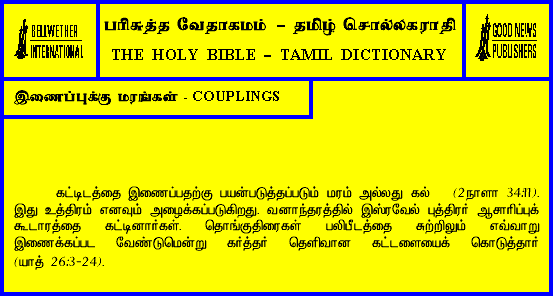 BELLWETHER INTERNATIONAL
பரிசுத்த வேதாகமம் – தமிழ் சொல்லகராதி
THE HOLY BIBLE – TAMIL DICTIONARY
GOOD NEWS PUBLISHERS
இணைப்புக்கு மரங்கள் - COUPLINGS
கட்டிடத்தை இணைப்பதற்கு பயன்படுத்தப்படும் மரம் அல்லது கல் (2நாளா 34:11).
இது உத்திரம் எனவும் அழைக்கப்படுகிறது. வனாந்தரத்தில் இஸ்ரவேல் புத்திரர் ஆசாரிப்புக்
கூடாரத்தை கட்டினார்கள். தொங்குதிரைகள் பலிபீடத்தை சுற்றிலும் எவ்வாறு
இணைக்கப்பட வேண்டுமென்று கர்த்தர் தெளிவான கட்டளையைக் கொடுத்தார்
(யாத் 26:3-24).